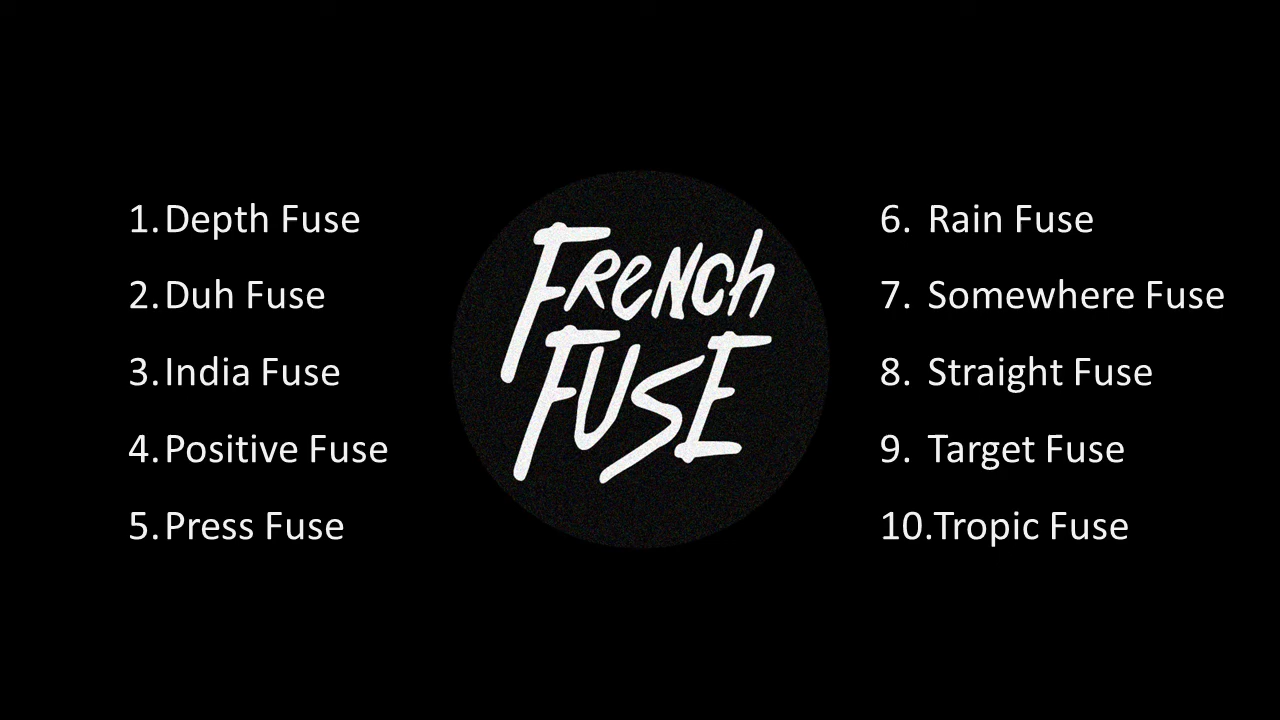 1. Depth Fuse
2. Duh Fuse
3. India Fuse
4. Positive Fuse
5. Press Fuse
FRENCH
FUSE
6. Rain Fuse
7. Somewhere Fuse
8. Straight Fuse
9. Target Fuse
10. Tropic Fuse